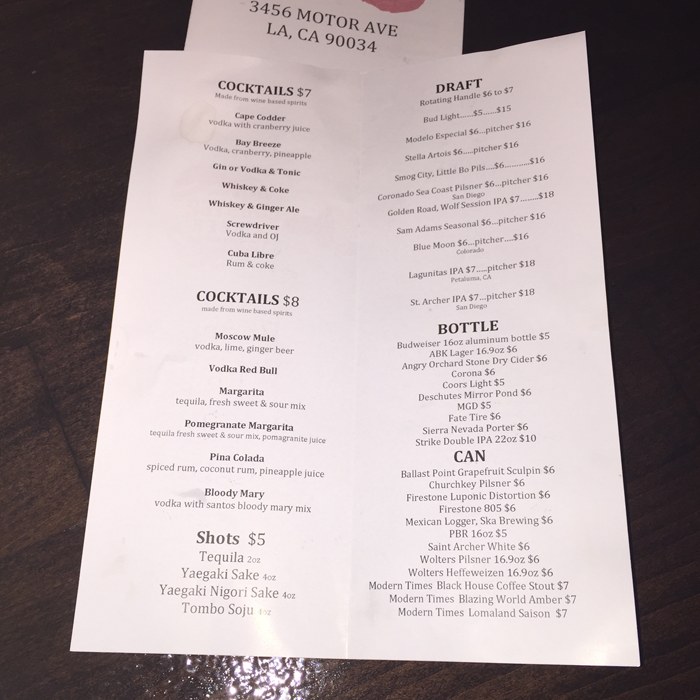 3456 MOTOR AVE
LA, CA 90034
COCKTAILS $7
Made from wine based spirits
Cape Codder
vodka with cranberry juice
Bay Breeze
Vodka, cranberry, pineapple
Gin or Vodka & Tonic
Whiskey & Coke
Whiskey & Ginger Ale
Screwdriver
Vodka and OJ
Cuba Libre
Rum & coke
COCKTAILS $8
made from wine based spirits
Moscow Mule
vodka, lime, ginger beer
Vodka Red Bull
Margarita
tequila, fresh sweet & sour mix
Pomegranate Margarita
tequila fresh sweet & sour mix, pomagranite juice
Pina Colada
spiced rum, coconut rum, pineapple juice
Bloody Mary
vodka with santos bloody mary mix
Shots $5
Tequila 2oz
Yaegaki Sake 4oz
Yaegaki Nigori Sake 4oz
Tombo Soju 4oz
DRAFT
Rotating Handle $6 to $7
Bud Light......$5......$15
Modelo Especial $6...pitcher $16
Stella Artois $6....pitcher $16
Smog City, Little Bo Pils....$6...........$16
Coronado Sea Coast Pilsner $6...pitcher $16
San Diego
Golden Road, Wolf Session IPA $7........$18
Sam Adams Seasonal $6...pitcher $16
Blue Moon $6...pitcher....$16
Colorado
Lagunitas IPA $7.....pitcher $18
Petaluma, CA
St. Archer IPA $7...pitcher $18
San Diego
BOTTLE
Budweiser 16oz aluminum bottle $5
ABK Lager 16.9oz $6
Angry Orchard Stone Dry Cider $6
Corona $6
Coors Light $5
Deschutes Mirror Pond $6
MGD $5
Fate Tire $6
Sierra Nevada Porter $6
Strike Double IPA 22oz $10
CAN
Ballast Point Grapefruit Sculpin $6
Churchkey Pilsner $6
Firestone Luponic Distortion $6
Firestone 805 $6
Mexican Logger, Ska Brewing $6
PBR 16oz $5
Saint Archer White $6
Wolters Pilsner 16.9oz $6
Wolters Heffeweizen 16.9oz $6
Modern Times Black House Coffee Stout $7
Modern Times Blazing World Amber $7
Modern Times Lomaland Saison $7